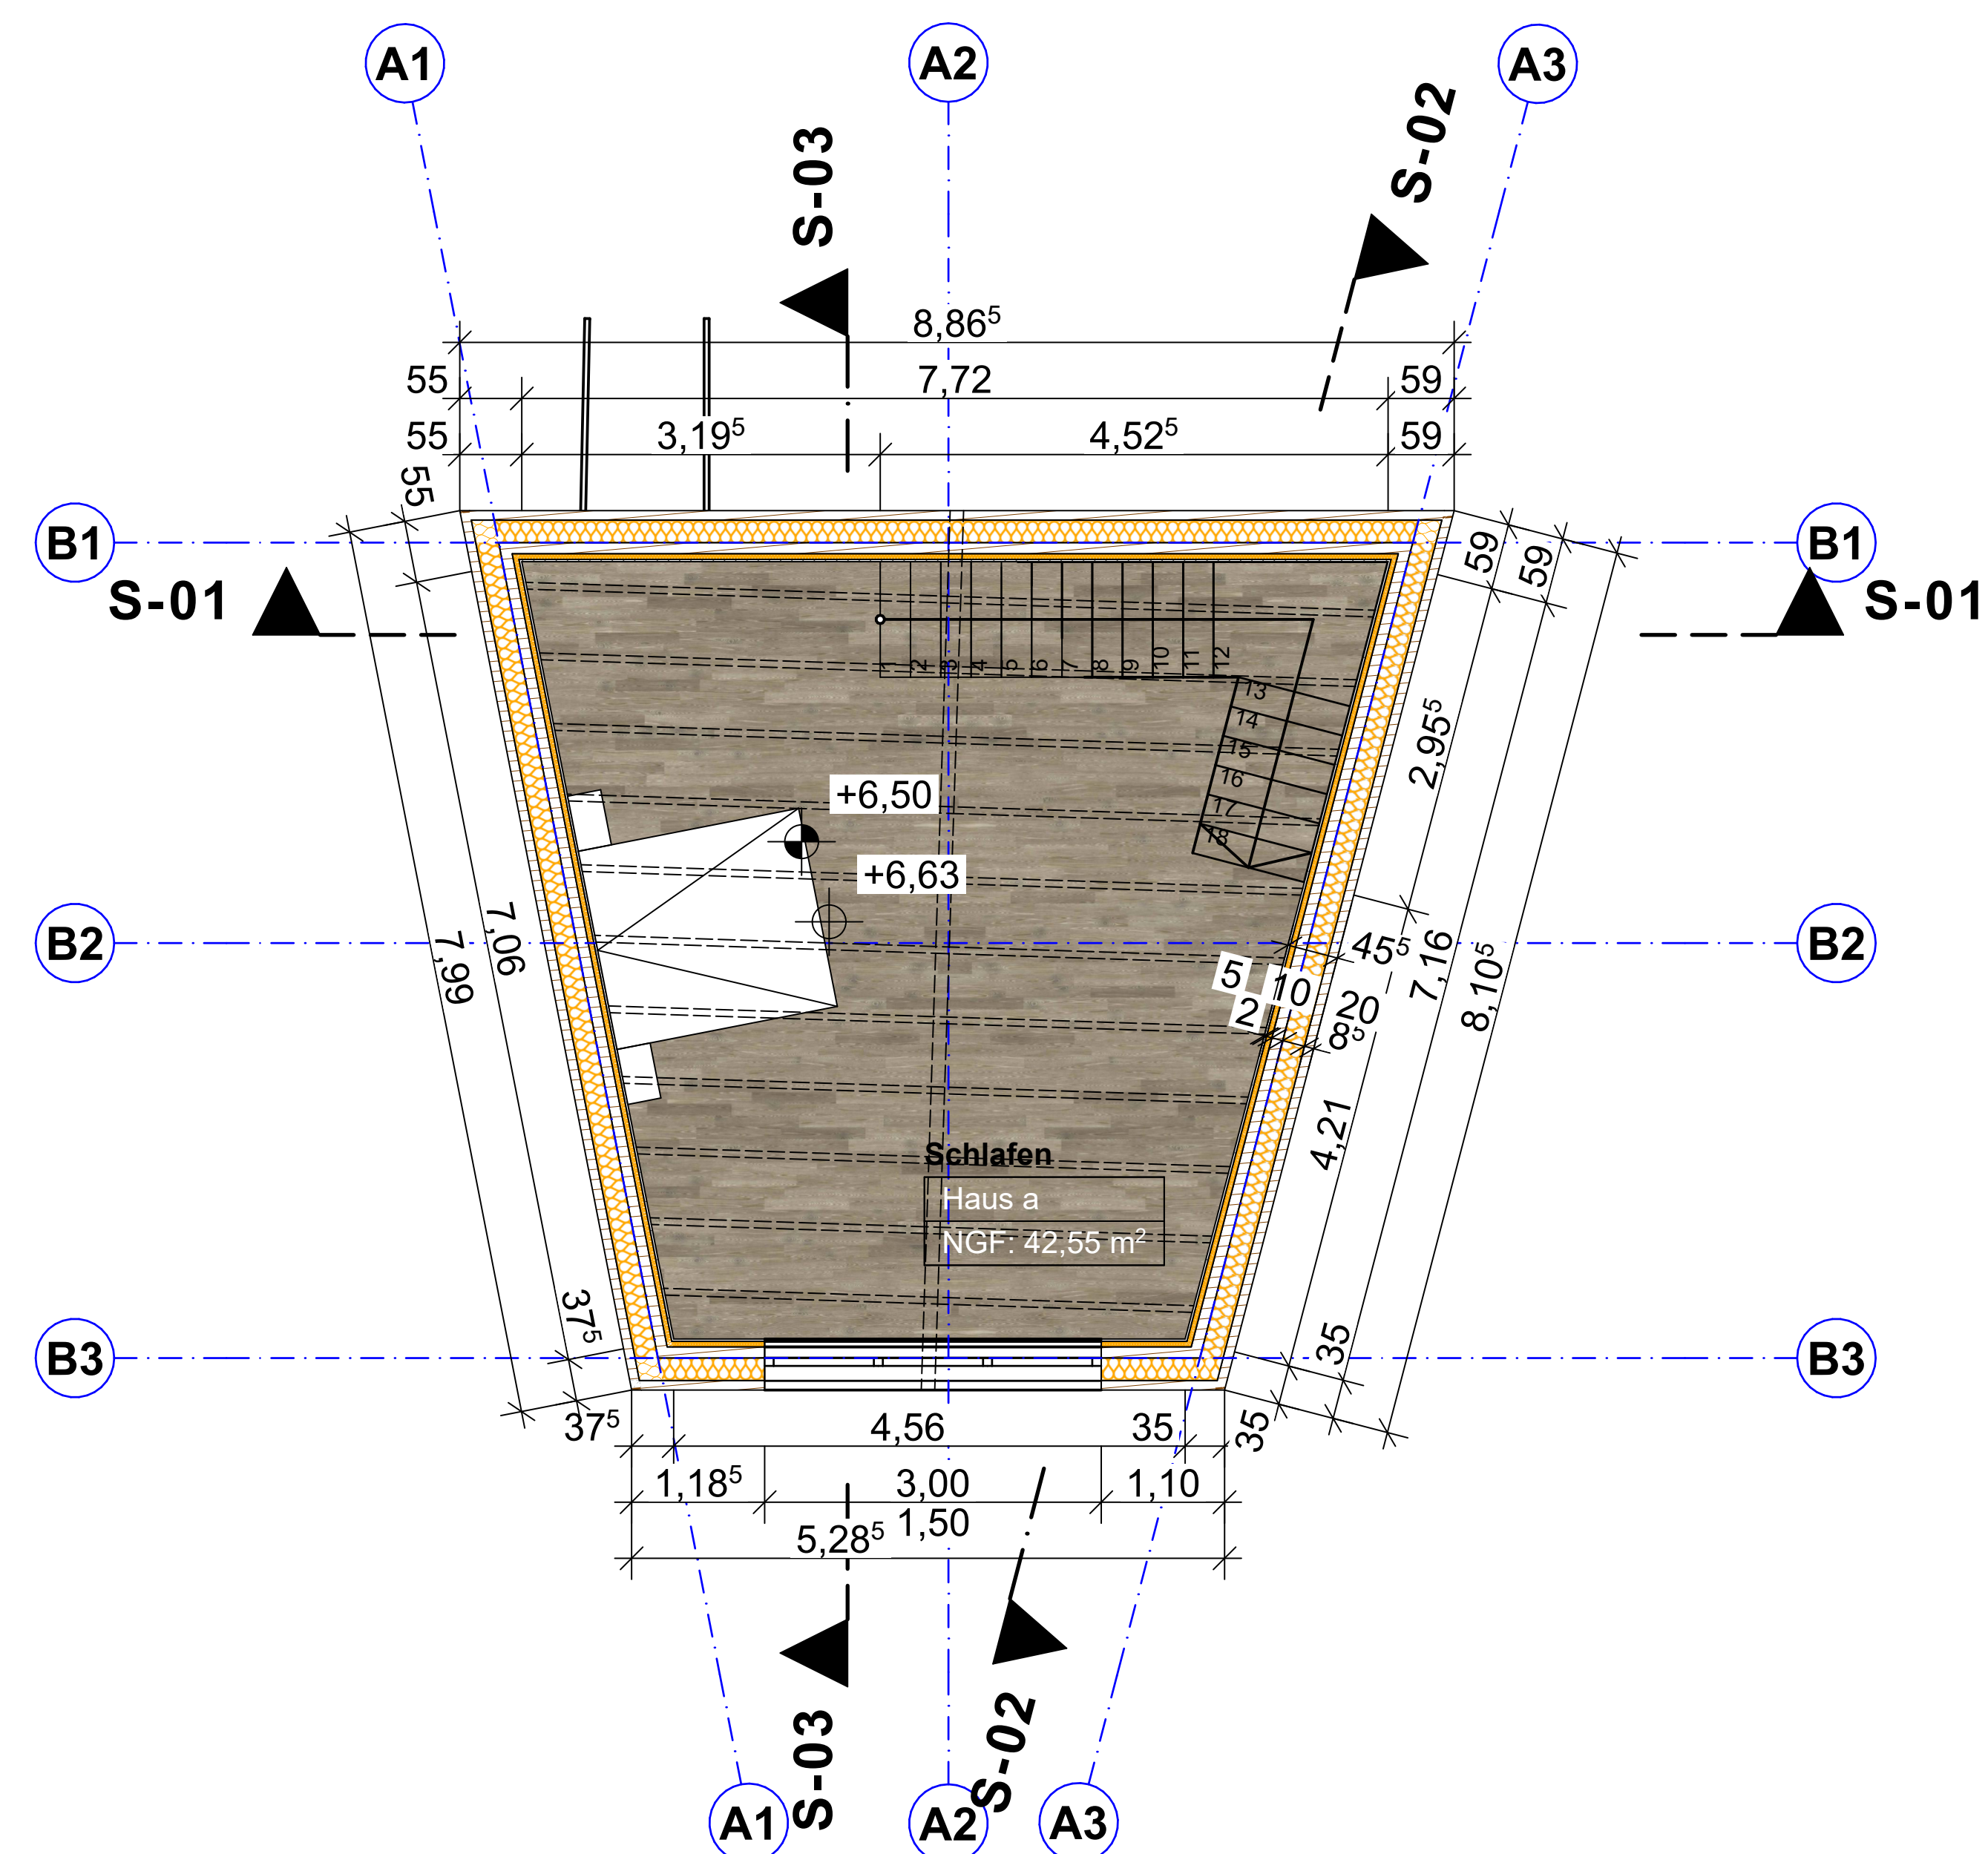 A1
A2
A3
S-03
S-02
8,86⁵
55
7,72
59
55
3,19⁵
4,52⁵
59
55
B1
B1
59
59
S-01
S-01
1
2
3
4
5
6
7
8
9
10
11
12
13
14
15
16
17
18
2,95⁵
+6,50
+6,63
B2
B2
7,99
7,06
45⁵
7,16
8,10⁵
5
10
2
20
8⁵
4,21
Schlafen
Haus a
NGF: 42,55 m²
37⁵
35
B3
B3
37⁵
4,56
35
35
1,18⁵
3,00
1,10
1,50
5,28⁵
S-03
S-02
A1
A2
A3